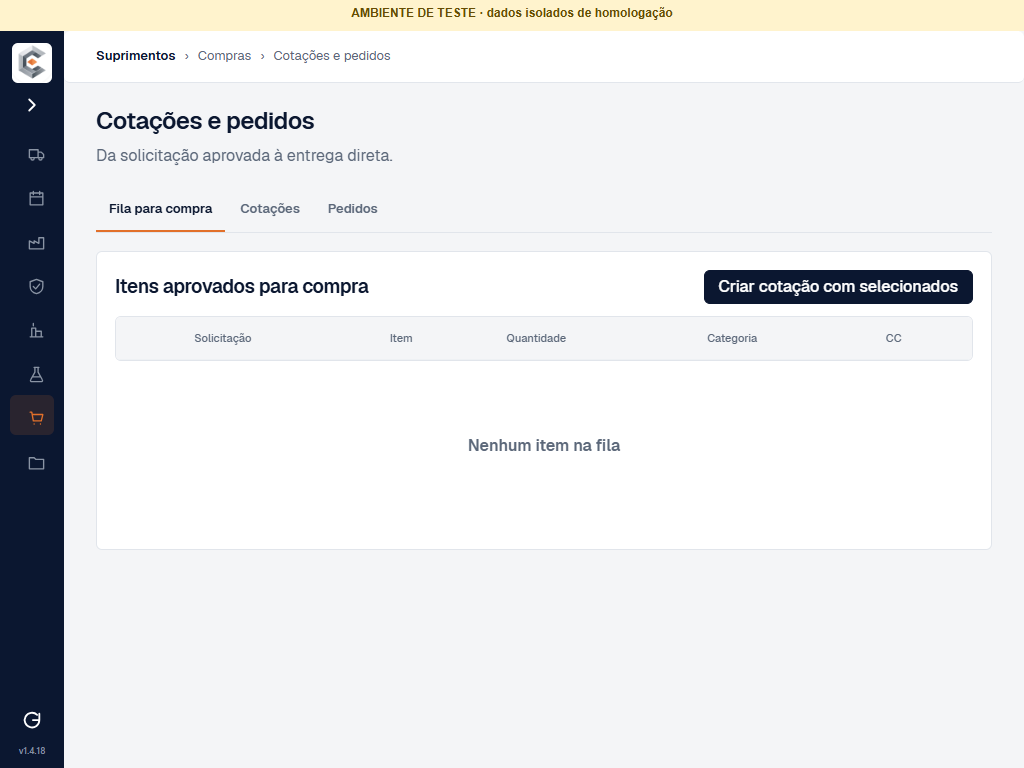 AMBIENTE DE TESTE · dados isolados de homologação
Suprimentos › Compras › Cotações e pedidos
Cotações e pedidos
Da solicitação aprovada à entrega direta.
Fila para compra Cotações Pedidos
Itens aprovados para compra Criar cotação com selecionados
Solicitação Item Quantidade Categoria CC
Nenhum item na fila
v1.4.18